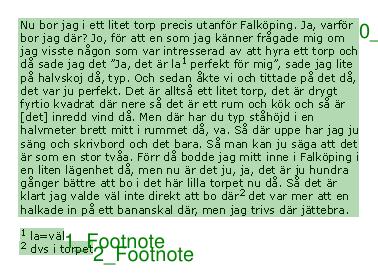 Nu bor jag i ett litet torp precis utanför Falköping. Ja, varför
bor jag där? Jo, för att en som jag känner frågade mig om
jag visste någon som var intresserad av att hyra ett torp och
då sade jag det "Ja, det är la¹ perfekt för mig", sade jag lite
på halvskoj då, typ. Och sedan åkte vi och tittade på det då,
det var ju perfekt. Det är alltså ett litet torp, det är drygt
fyrtio kvadrat där nere så det är ett rum och kök och så är
[det] inredd vind då. Men där har du typ ståhöjd i en
halvmeter brett mitt i rummet då, va. Så där uppe har jag ju
säng och skrivbord och det bara. Så man kan ju säga att det
är som en stor tvåa. Förr då bodde jag mitt inne i Falköping i
en liten lägenhet då, men nu är det ju, ja, det är ju hundra
gånger bättre att bo i det här lilla torpet nu då. Så det är
klart jag valde väl inte direkt att bo där² det var mer att en
halkade in på ett bananskal där, men jag trivs där jättebra.
0_
¹ la=väl
1_Footnote
² dvs i torpet
2_Footnote